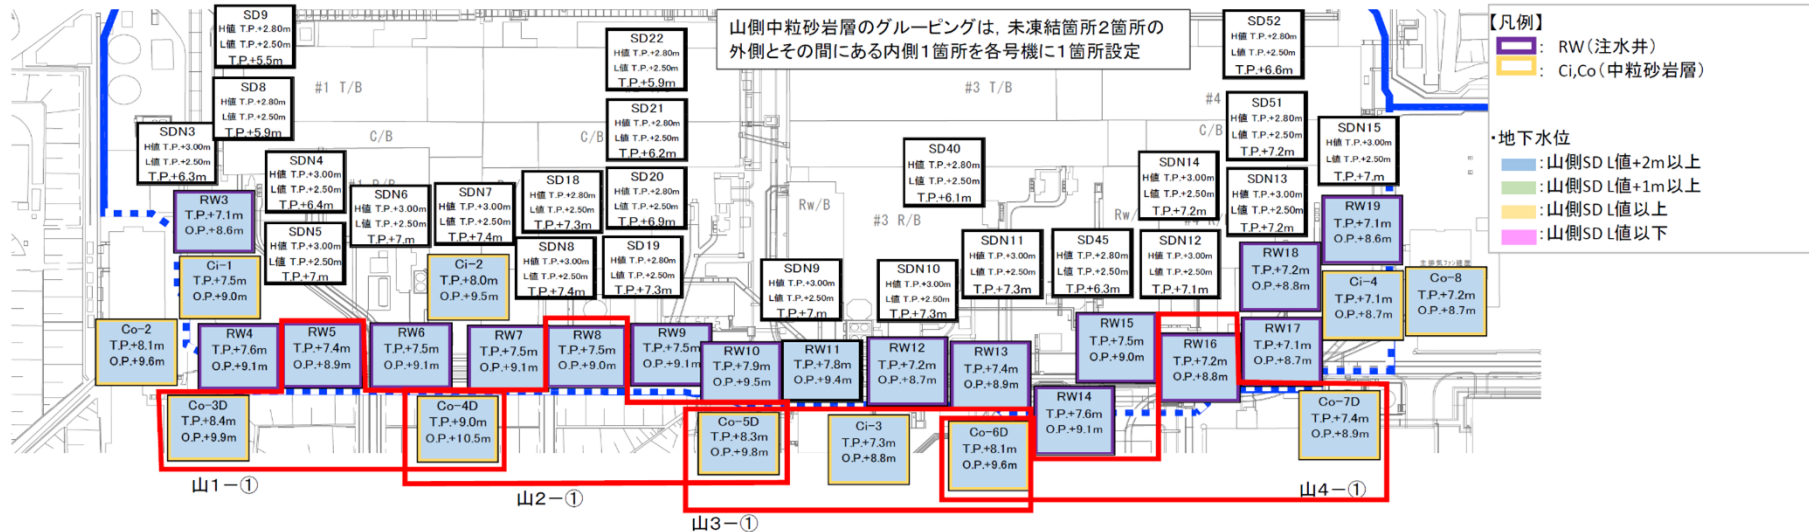 山側中粒砂岩層のグルーピングは，未凍結箇所2箇所の
外側とその間にある内側1箇所を各号機に1箇所設定
【凡例】
： RW（注水井）
： Ci,Co（中粒砂岩層）
・地下水位
：山側SD L値+2m以上
：山側SD L値+1m以上
：山側SD L値以上
：山側SD L値以下
SD9
H値 T.P.+2.80m
L値 T.P.+2.50m
T.P.+5.5m
SD8
H値 T.P.+2.80m
L値 T.P.+2.50m
T.P.+5.9m
SDN3
H値 T.P.+3.00m
L値 T.P.+2.50m
T.P.+6.3m
SDN4
H値 T.P.+3.00m
L値 T.P.+2.50m
T.P.+6.4m
SDN5
H値 T.P.+3.00m
L値 T.P.+2.50m
T.P.+7.m
SDN6
H値 T.P.+3.00m
L値 T.P.+2.50m
T.P.+7.m
SDN7
H値 T.P.+3.00m
L値 T.P.+2.50m
T.P.+7.4m
SD18
H値 T.P.+2.80m
L値 T.P.+2.50m
T.P.+7.3m
SDN8
H値 T.P.+3.00m
L値 T.P.+2.50m
T.P.+7.4m
SD22
H値 T.P.+2.80m
L値 T.P.+2.50m
T.P.+5.9m
SD21
H値 T.P.+2.80m
L値 T.P.+2.50m
T.P.+6.2m
SD20
H値 T.P.+2.80m
L値 T.P.+2.50m
T.P.+6.9m
SD19
H値 T.P.+2.80m
L値 T.P.+2.50m
T.P.+7.3m
SDN9
H値 T.P.+3.00m
L値 T.P.+2.50m
T.P.+7.m
SDN10
H値 T.P.+3.00m
L値 T.P.+2.50m
T.P.+7.3m
SD40
H値 T.P.+2.80m
L値 T.P.+2.50m
T.P.+6.1m
SDN11
H値 T.P.+3.00m
L値 T.P.+2.50m
T.P.+7.3m
SD45
H値 T.P.+2.80m
L値 T.P.+2.50m
T.P.+6.3m
SDN12
H値 T.P.+3.00m
L値 T.P.+2.50m
T.P.+7.1m
SDN14
H値 T.P.+3.00m
L値 T.P.+2.50m
T.P.+7.2m
SD52
H値 T.P.+2.80m
L値 T.P.+2.50m
T.P.+6.6m
SD51
H値 T.P.+2.80m
L値 T.P.+2.50m
T.P.+7.2m
SDN13
H値 T.P.+3.00m
L値 T.P.+2.50m
T.P.+7.2m
SDN15
H値 T.P.+3.00m
L値 T.P.+2.50m
T.P.+7.m
#1 T/B
C/B
C/B
#3 T/B
#4
C/B
Rw/B
#3 R/B
RW3
T.P.+7.1m
O.P.+8.6m
Ci-1
T.P.+7.5m
O.P.+9.0m
Co-2
T.P.+8.1m
O.P.+9.6m
RW4
T.P.+7.6m
O.P.+9.1m
RW5
T.P.+7.4m
O.P.+8.9m
RW6
T.P.+7.5m
O.P.+9.1m
Ci-2
T.P.+8.0m
O.P.+9.5m
RW7
T.P.+7.5m
O.P.+9.1m
RW8
T.P.+7.5m
O.P.+9.0m
RW9
T.P.+7.5m
O.P.+9.1m
RW10
T.P.+7.9m
O.P.+9.5m
RW11
T.P.+7.8m
O.P.+9.4m
RW12
T.P.+7.2m
O.P.+8.7m
RW13
T.P.+7.4m
O.P.+8.9m
RW14
T.P.+7.6m
O.P.+9.1m
RW15
T.P.+7.5m
O.P.+9.0m
RW16
T.P.+7.2m
O.P.+8.8m
RW17
T.P.+7.1m
O.P.+8.7m
RW18
T.P.+7.2m
O.P.+8.8m
RW19
T.P.+7.1m
O.P.+8.6m
Ci-4
T.P.+7.1m
O.P.+8.7m
Co-8
T.P.+7.2m
O.P.+8.7m
Co-3D
T.P.+8.4m
O.P.+9.9m
Co-4D
T.P.+9.0m
O.P.+10.5m
Co-5D
T.P.+8.3m
O.P.+9.8m
Ci-3
T.P.+7.3m
O.P.+8.8m
Co-6D
T.P.+8.1m
O.P.+9.6m
Co-7D
T.P.+7.4m
O.P.+8.9m
山1－①
山2－①
山3－①
山4－①